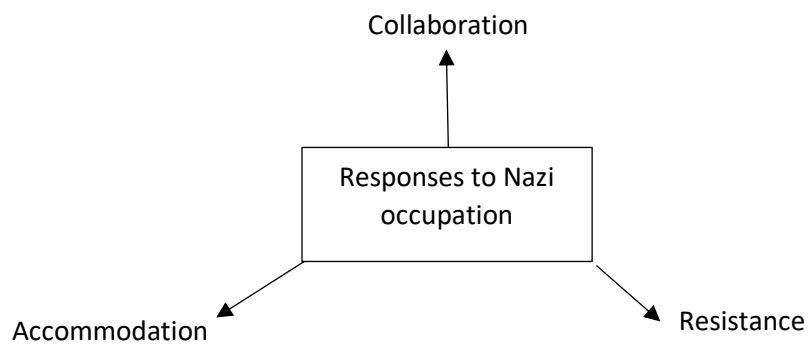 Collaboration
Responses to Nazi
occupation
Accommodation
Resistance